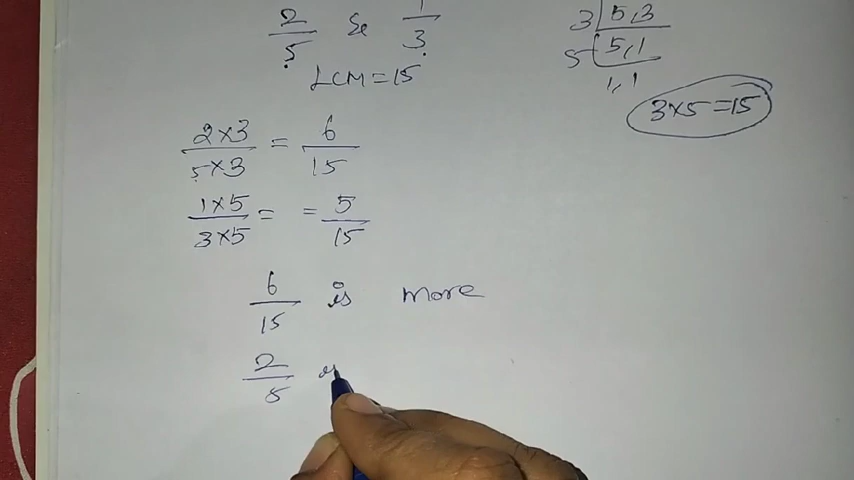 2/5 & 1/3
LCM = 15
3 | 5, 3
5 | 5, 1
1, 1
3×5 = 15
2×3/5×3 = 6/15
1×5/3×5 = = 5/15
6/15 is more
2/5